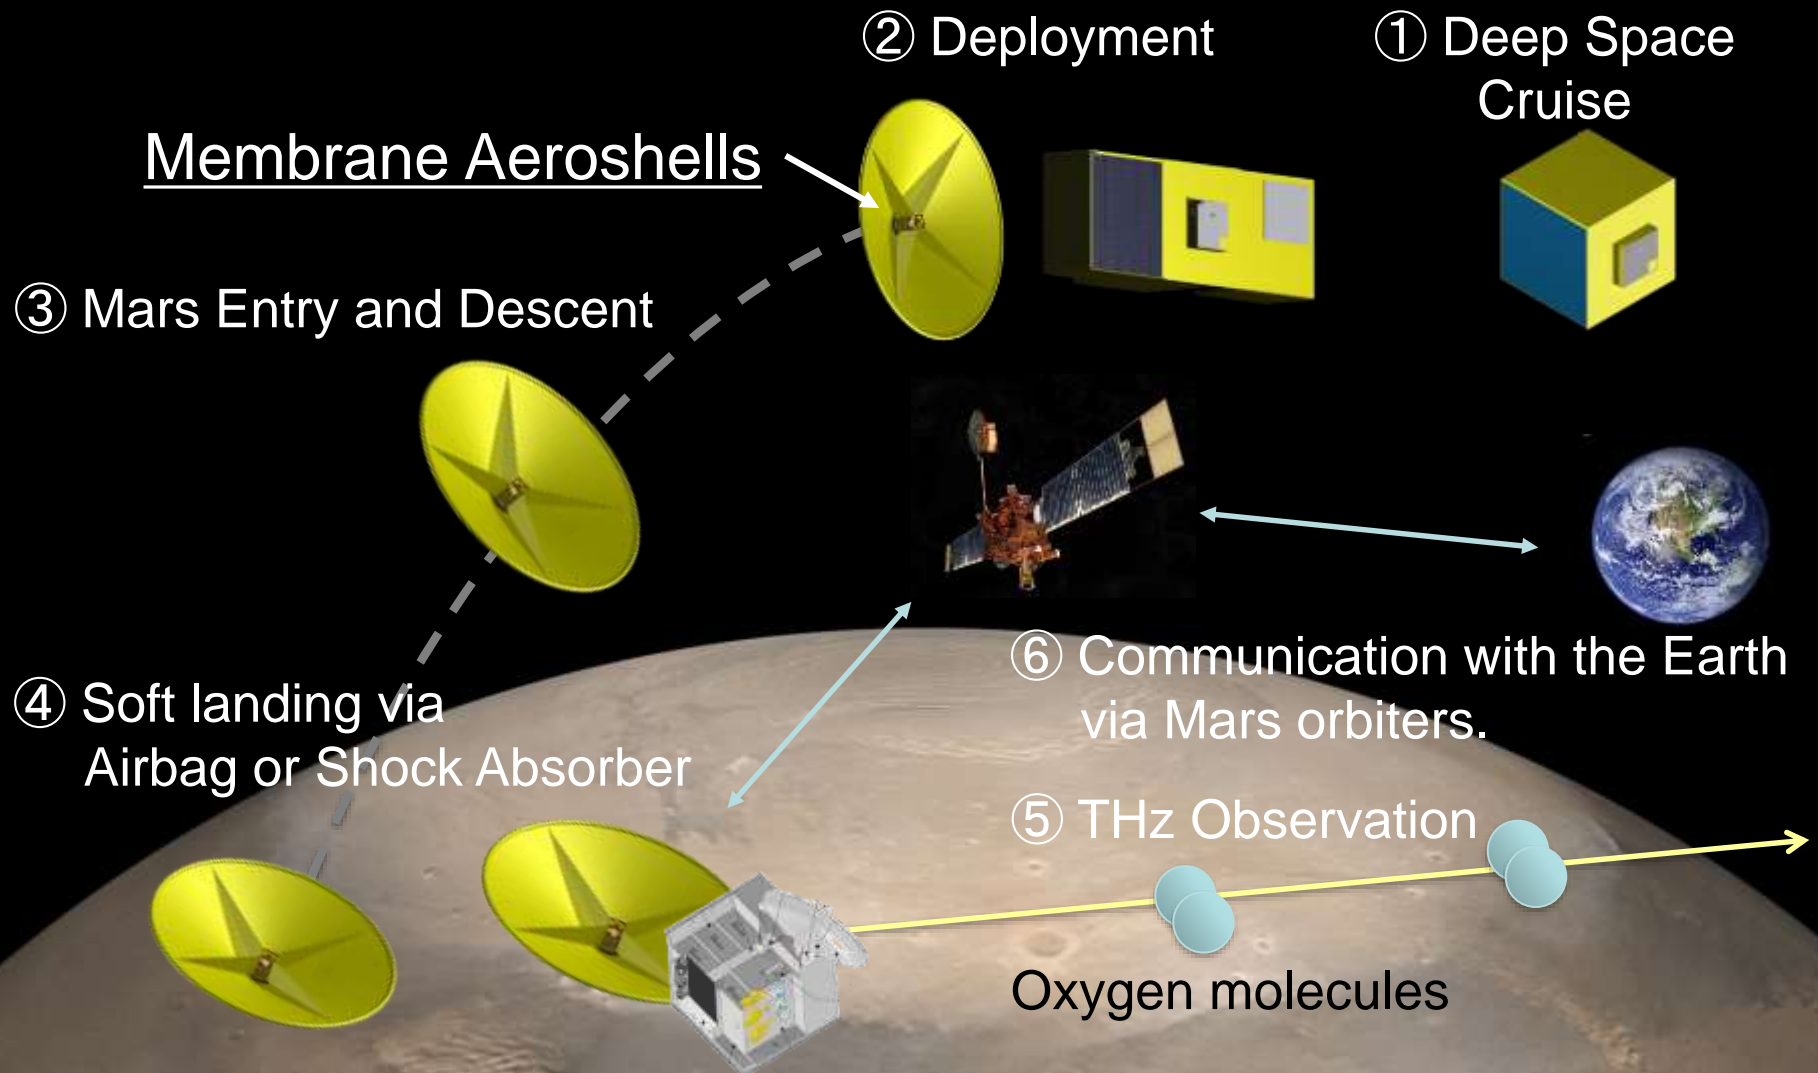 ② Deployment
① Deep Space
Cruise
Membrane Aeroshells
③ Mars Entry and Descent
④ Soft landing via
Airbag or Shock Absorber
⑥ Communication with the Earth
via Mars orbiters.
⑤ THz Observation
Oxygen molecules